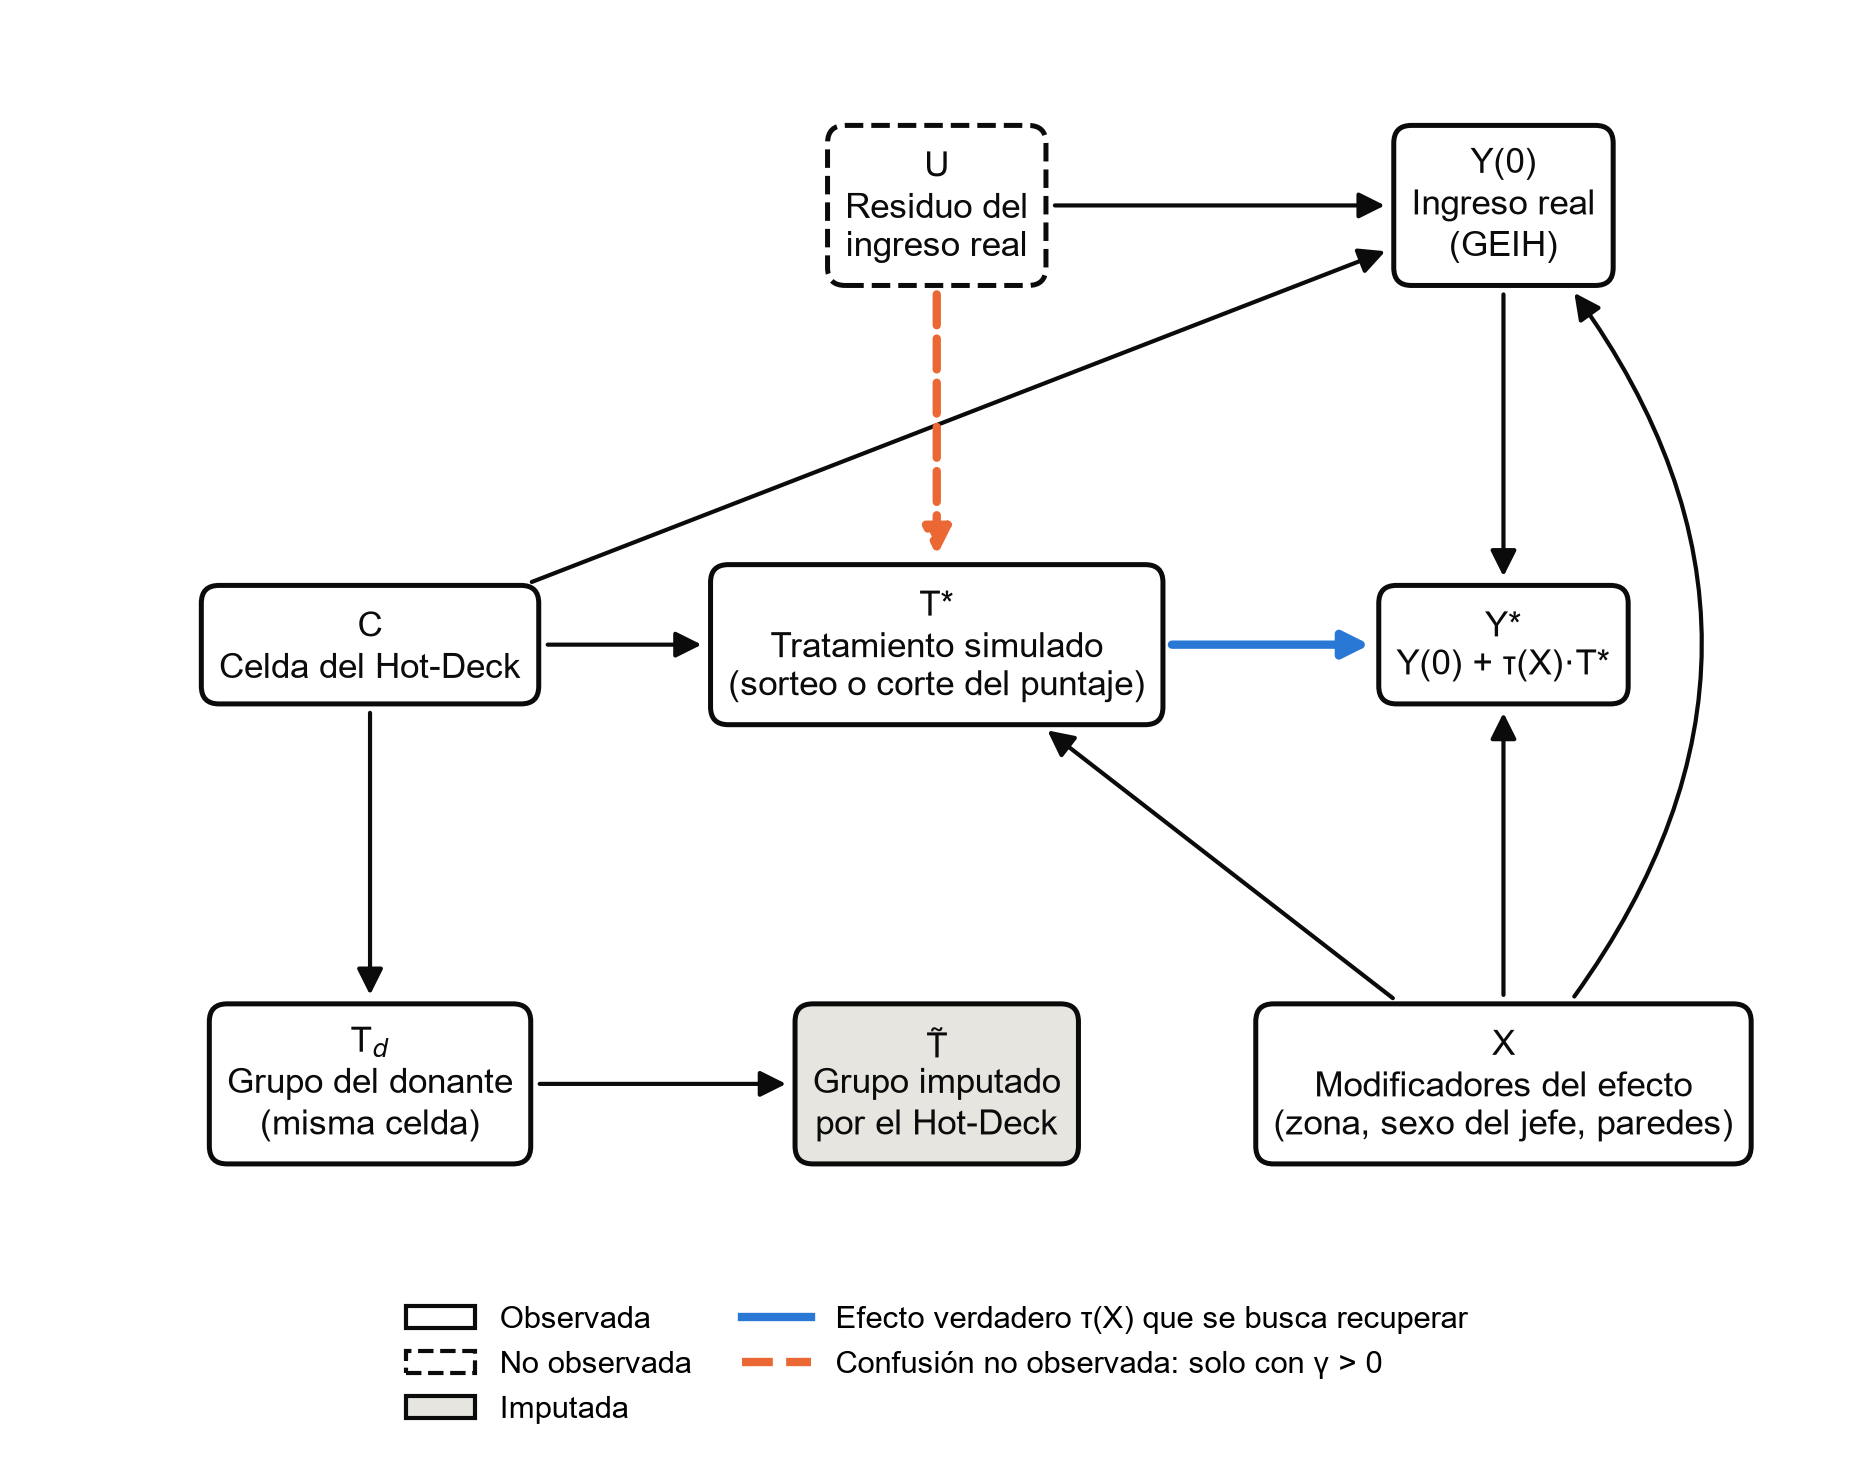 U
Residuo del
ingreso real
Y(0)
Ingreso real
(GEIH)
C
Celda del Hot-Deck
T*
Tratamiento simulado
(sorteo o corte del puntaje)
Y*
Y(0) + τ(X)·T*
T_d
Grupo del donante
(misma celda)
T̃
Grupo imputado
por el Hot-Deck
X
Modificadores del efecto
(zona, sexo del jefe, paredes)
Observada
No observada
Imputada
Efecto verdadero τ(X) que se busca recuperar
Confusión no observada: solo con γ > 0